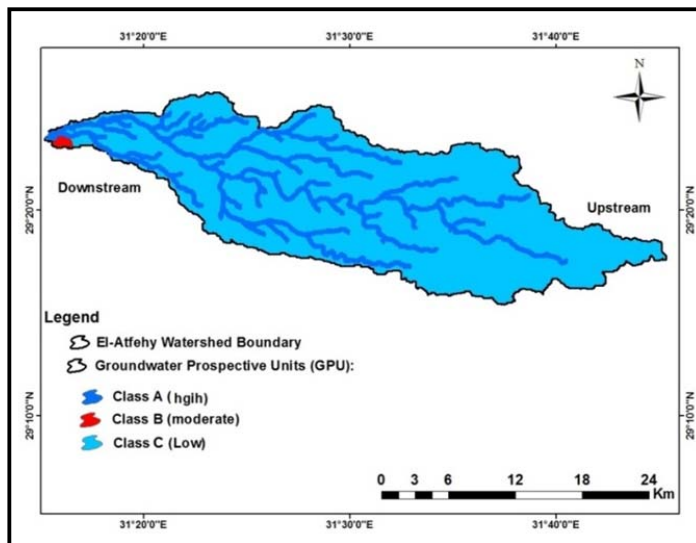 31°20'0"E 31°30'0"E 31°40'0"E
N
Downstream
Upstream
29°20'0"N
29°20'0"N
Legend
El-Atfehy Watershed Boundary
Groundwater Prospective Units (GPU):
Class A (hgih)
Class B (moderate)
Class C (Low)
29°10'0"N
29°10'0"N
0 3 6 12 18 24
Km
31°20'0"E 31°30'0"E 31°40'0"E